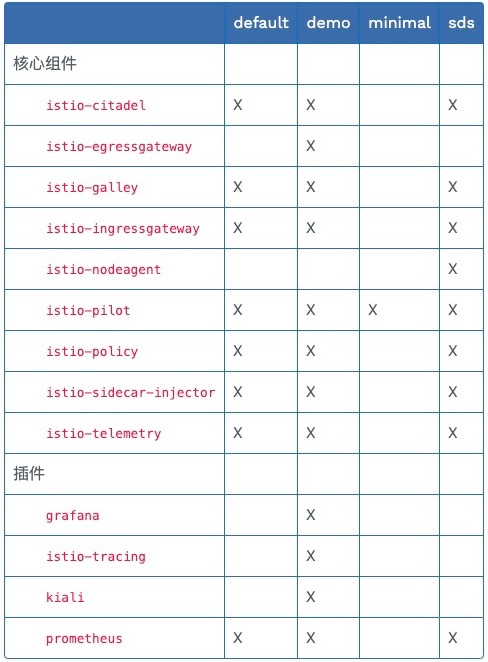 default demo minimal sds
核心组件
istio-citadel X X X
istio-egressgateway X
istio-galley X X X
istio-ingressgateway X X X
istio-nodeagent X
istio-pilot X X X X
istio-policy X X X
istio-sidecar-injector X X X
istio-telemetry X X X
插件
grafana X
istio-tracing X
kiali X
prometheus X X X